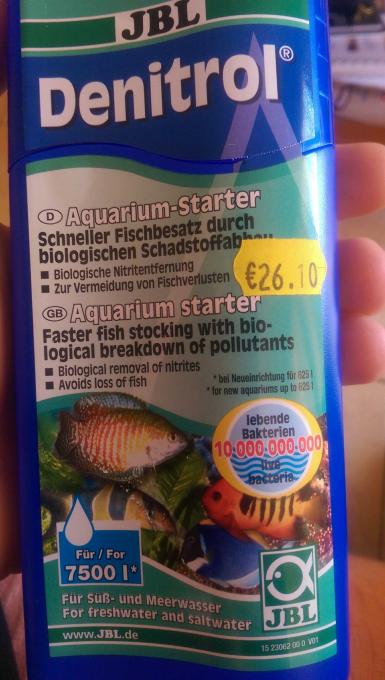 JBL
Denitrol®
D Aquarium-Starter
Schneller Fischbesatz durch
biologischen Schadstoffabbau
■ Biologische Nitritentfernung
■ Zur Vermeidung von Fischverlusten
€26.10
GB Aquarium starter
Faster fish stocking with bio-
logical breakdown of pollutants
■ Biological removal of nitrites
■ Avoids loss of fish
* bei Neueinrichtung für 625 l
* for new aquariums up to 625 l
lebende
Bakterien
10 000 000 000
live
bacteria
Für / For
7500 l*
Für Süß- und Meerwasser
For freshwater and saltwater
JBL
www.JBL.de
15 23062 00 0 V01